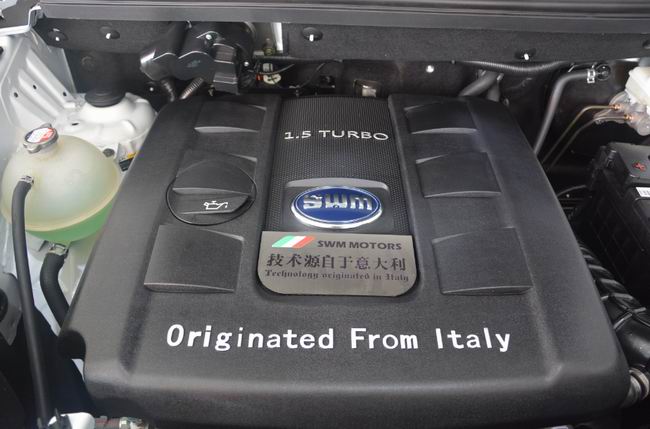 1.5 TURBO
SWM
SWM MOTORS
技术源自于意大利
Technology originated in Italy
Originated From Italy